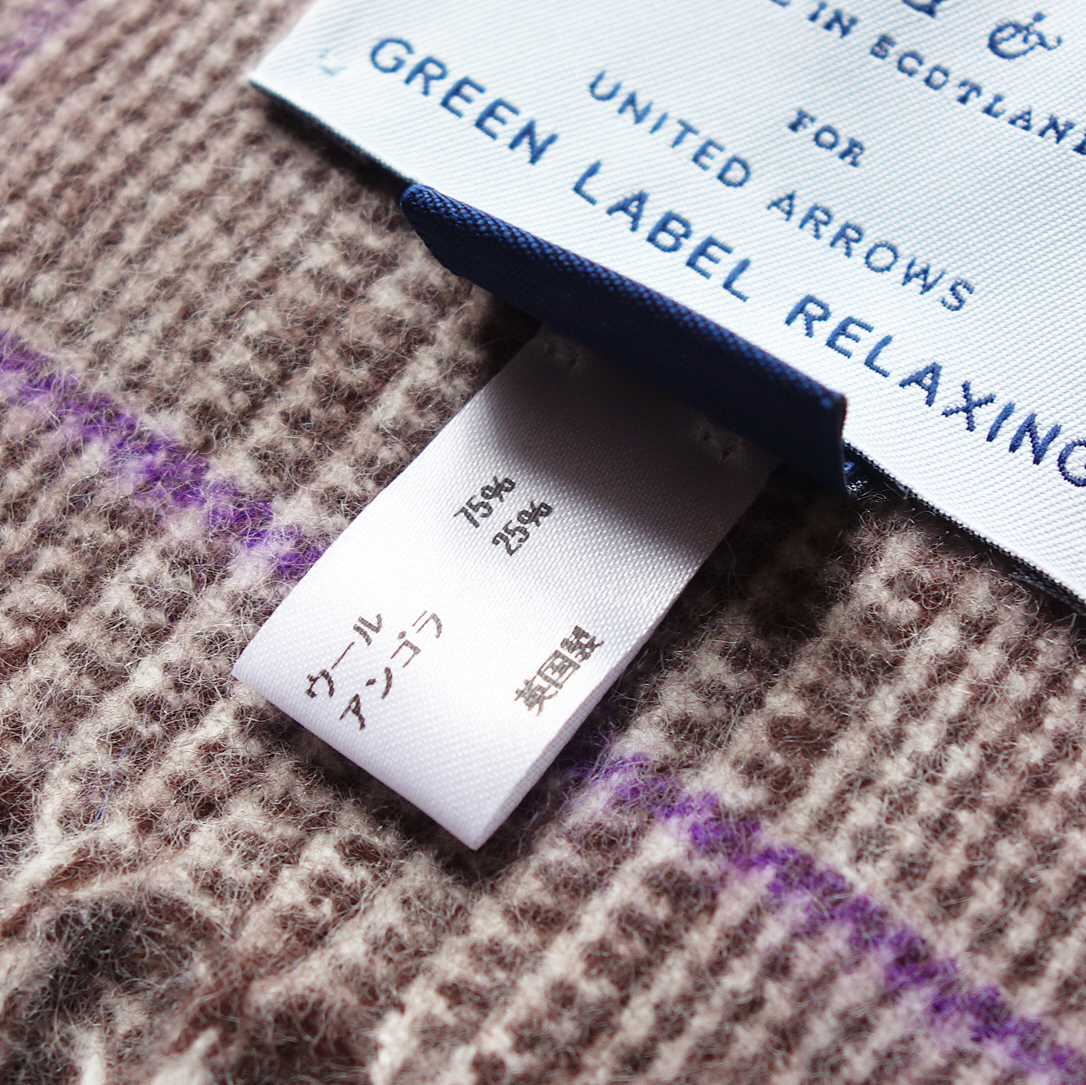 IN SCOTLAND
FOR
UNITED ARROWS
GREEN LABEL RELAXING
ウール 75%
アンゴラ 25%
英国製